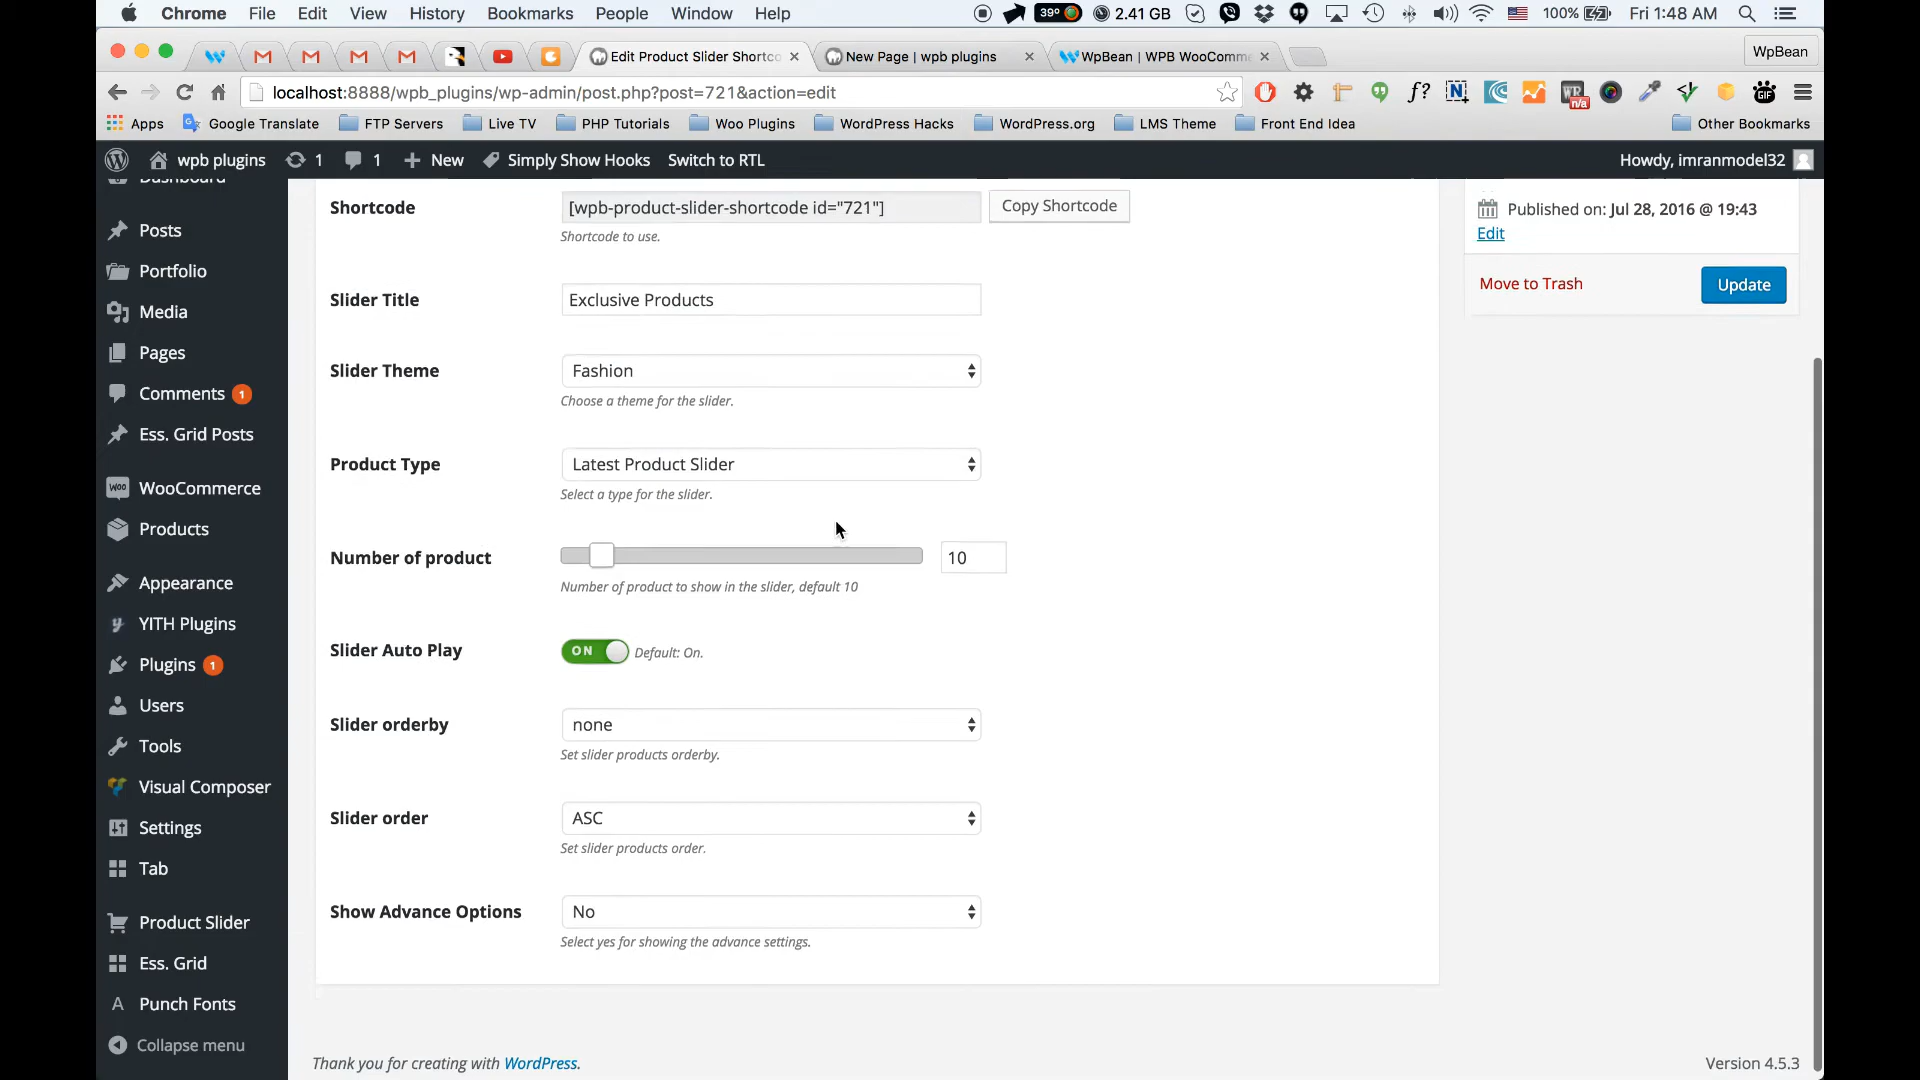 Chrome File Edit View History Bookmarks People Window Help 39° 2.41 GB 100% Fri 1:48 AM
Edit Product Slider Shortco New Page | wpb plugins WpBean | WPB WooComm WpBean
localhost:8888/wpb_plugins/wp-admin/post.php?post=721&action=edit
Apps Google Translate FTP Servers Live TV PHP Tutorials Woo Plugins WordPress Hacks WordPress.org LMS Theme Front End Idea Other Bookmarks
wpb plugins 1 1 New Simply Show Hooks Switch to RTL Howdy, imranmodel32
Dashboard
Posts
Portfolio
Media
Pages
Comments 1
Ess. Grid Posts
WooCommerce
Products
Appearance
YITH Plugins
Plugins 1
Users
Tools
Visual Composer
Settings
Tab
Product Slider
Ess. Grid
Punch Fonts
Collapse menu
Shortcode [wpb-product-slider-shortcode id="721"] Copy Shortcode
Shortcode to use.
Slider Title Exclusive Products
Slider Theme Fashion
Choose a theme for the slider.
Product Type Latest Product Slider
Select a type for the slider.
Number of product 10
Number of product to show in the slider, default 10
Slider Auto Play ON Default: On.
Slider orderby none
Set slider products orderby.
Slider order ASC
Set slider products order.
Show Advance Options No
Select yes for showing the advance settings.
Published on: Jul 28, 2016 @ 19:43
Edit
Move to Trash Update
Thank you for creating with WordPress. Version 4.5.3